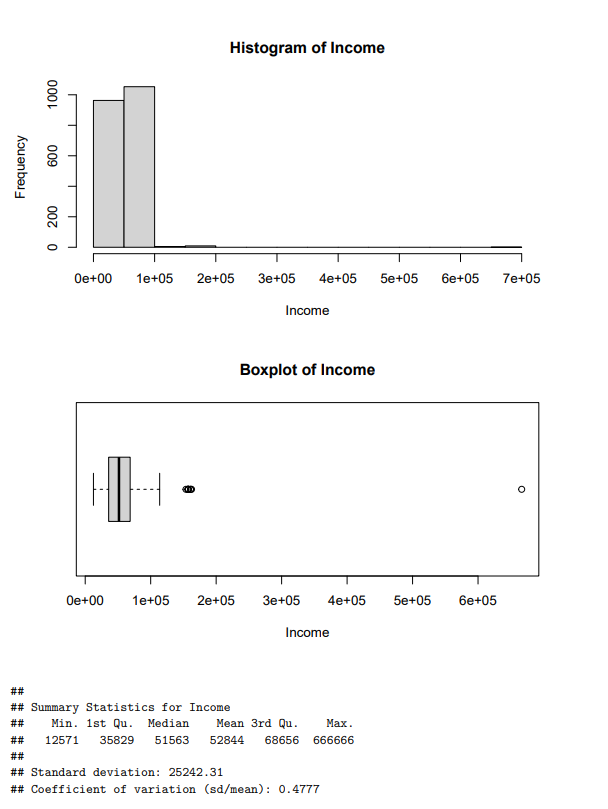 Histogram of Income
Frequency
0 200 600 1000
0e+00 1e+05 2e+05 3e+05 4e+05 5e+05 6e+05 7e+05
Income
Boxplot of Income
0e+00 1e+05 2e+05 3e+05 4e+05 5e+05 6e+05
Income
##
## Summary Statistics for Income
##    Min. 1st Qu.  Median    Mean 3rd Qu.    Max.
##   12571   35829   51563   52844   68656  666666
##
## Standard deviation: 25242.31
## Coefficient of variation (sd/mean): 0.4777